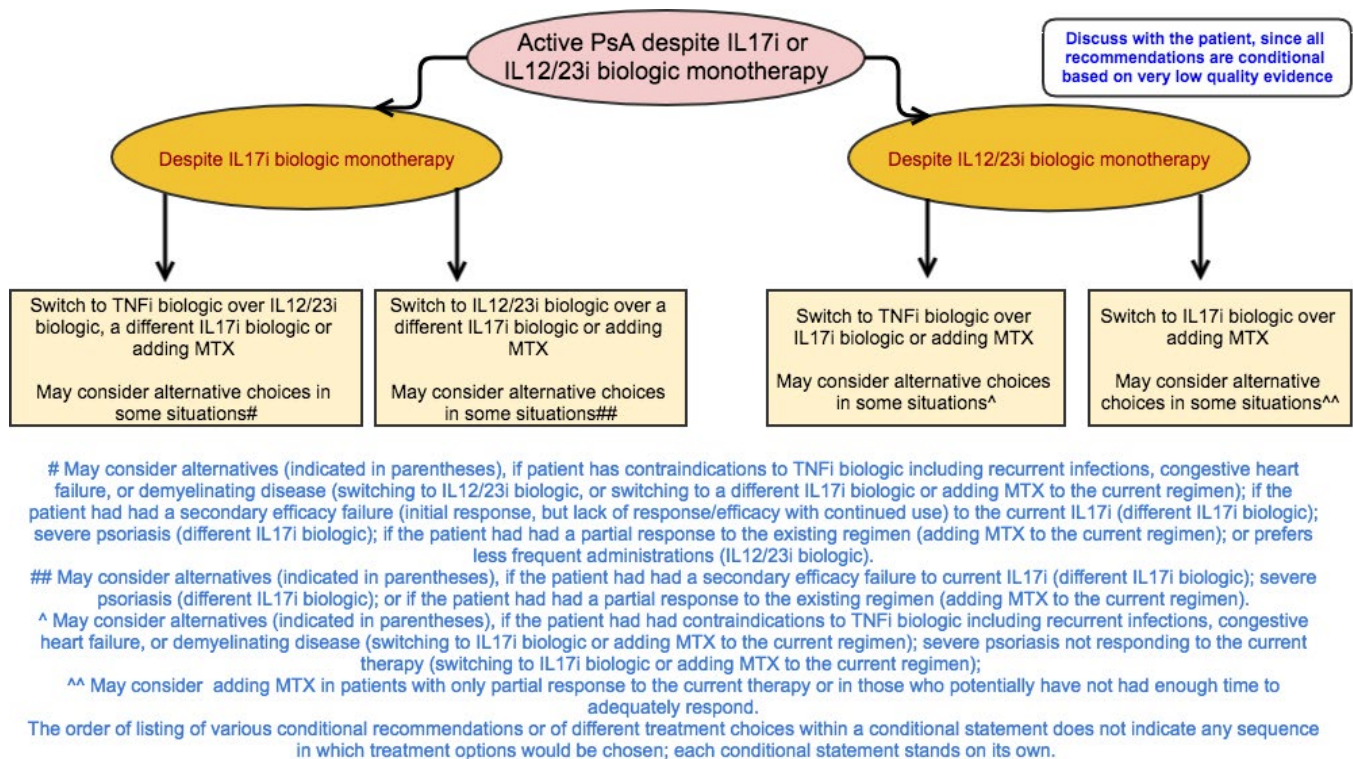 Active PsA despite IL17i or
IL12/23i biologic monotherapy
Discuss with the patient, since all
recommendations are conditional
based on very low quality evidence
Despite IL17i biologic monotherapy
Despite IL12/23i biologic monotherapy
Switch to TNFi biologic over IL12/23i
biologic, a different IL17i biologic or
adding MTX
May consider alternative choices in
some situations#
Switch to IL12/23i biologic over a
different IL17i biologic or adding
MTX
May consider alternative choices
in some situations##
Switch to TNFi biologic over
IL17i biologic or adding MTX
May consider alternative choices
in some situations^
Switch to IL17i biologic over
adding MTX
May consider alternative
choices in some situations^^
# May consider alternatives (indicated in parentheses), if patient has contraindications to TNFi biologic including recurrent infections, congestive heart
failure, or demyelinating disease (switching to IL12/23i biologic, or switching to a different IL17i biologic or adding MTX to the current regimen); if the
patient had had a secondary efficacy failure (initial response, but lack of response/efficacy with continued use) to the current IL17i (different IL17i biologic);
severe psoriasis (different IL17i biologic); if the patient had had a partial response to the existing regimen (adding MTX to the current regimen); or prefers
less frequent administrations (IL12/23i biologic).
## May consider alternatives (indicated in parentheses), if the patient had had a secondary efficacy failure to current IL17i (different IL17i biologic); severe
psoriasis (different IL17i biologic); or if the patient had had a partial response to the existing regimen (adding MTX to the current regimen).
^ May consider alternatives (indicated in parentheses), if the patient had had contraindications to TNFi biologic including recurrent infections, congestive
heart failure, or demyelinating disease (switching to IL17i biologic or adding MTX to the current regimen); severe psoriasis not responding to the current
therapy (switching to IL17i biologic or adding MTX to the current regimen);
^^ May consider adding MTX in patients with only partial response to the current therapy or in those who potentially have not had enough time to
adequately respond.
The order of listing of various conditional recommendations or of different treatment choices within a conditional statement does not indicate any sequence
in which treatment options would be chosen; each conditional statement stands on its own.